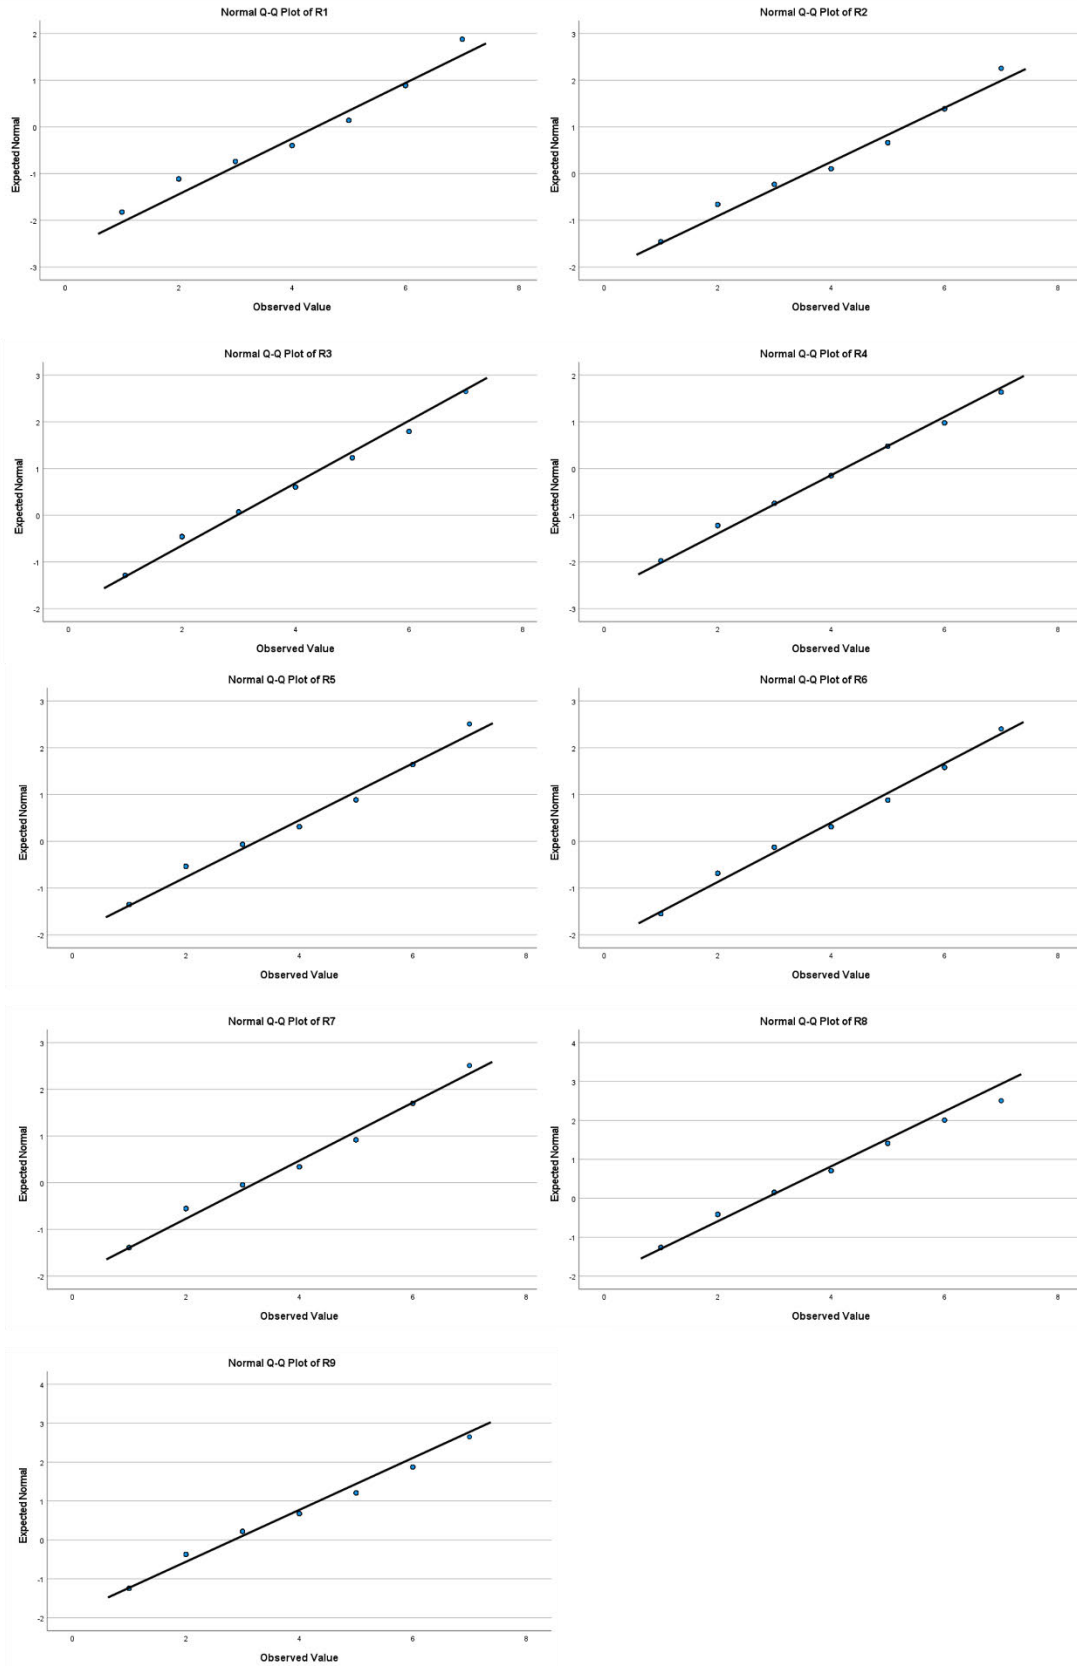 Normal Q-Q Plot of R1
2
1
0
-1
-2
-3
Expected Normal
0 2 4 6 8
Observed Value
Normal Q-Q Plot of R2
3
2
1
0
-1
-2
Expected Normal
0 2 4 6 8
Observed Value
Normal Q-Q Plot of R3
3
2
1
0
-1
-2
Expected Normal
0 2 4 6 8
Observed Value
Normal Q-Q Plot of R4
2
1
0
-1
-2
-3
Expected Normal
0 2 4 6 8
Observed Value
Normal Q-Q Plot of R5
3
2
1
0
-1
-2
Expected Normal
0 2 4 6 8
Observed Value
Normal Q-Q Plot of R6
3
2
1
0
-1
-2
Expected Normal
0 2 4 6 8
Observed Value
Normal Q-Q Plot of R7
3
2
1
0
-1
-2
Expected Normal
0 2 4 6 8
Observed Value
Normal Q-Q Plot of R8
4
3
2
1
0
-1
-2
Expected Normal
0 2 4 6 8
Observed Value
Normal Q-Q Plot of R9
4
3
2
1
0
-1
-2
Expected Normal
0 2 4 6 8
Observed Value